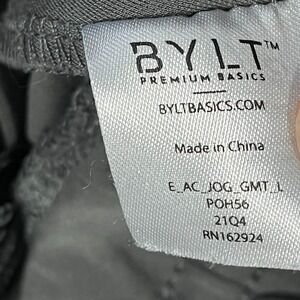 BYLT™
PREMIUM BASICS
BYLTBASICS.COM
Made in China
E_AC_JOG_GMT_L
POH56
21Q4
RN162924